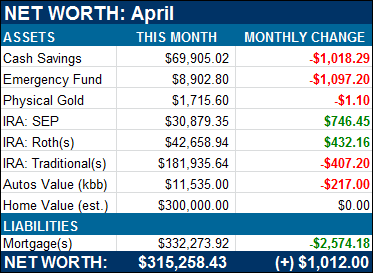 NET WORTH: April
ASSETS THIS MONTH MONTHLY CHANGE
Cash Savings $69,905.02 -$1,018.29
Emergency Fund $8,902.80 -$1,097.20
Physical Gold $1,715.60 -$1.10
IRA: SEP $30,879.35 $746.45
IRA: Roth(s) $42,658.94 $432.16
IRA: Traditional(s) $181,935.64 -$407.20
Autos Value (kbb) $11,535.00 -$217.00
Home Value (est.) $300,000.00 $0.00
LIABILITIES
Mortgage(s) $332,273.92 -$2,574.18
NET WORTH: $315,258.43 (+) $1,012.00